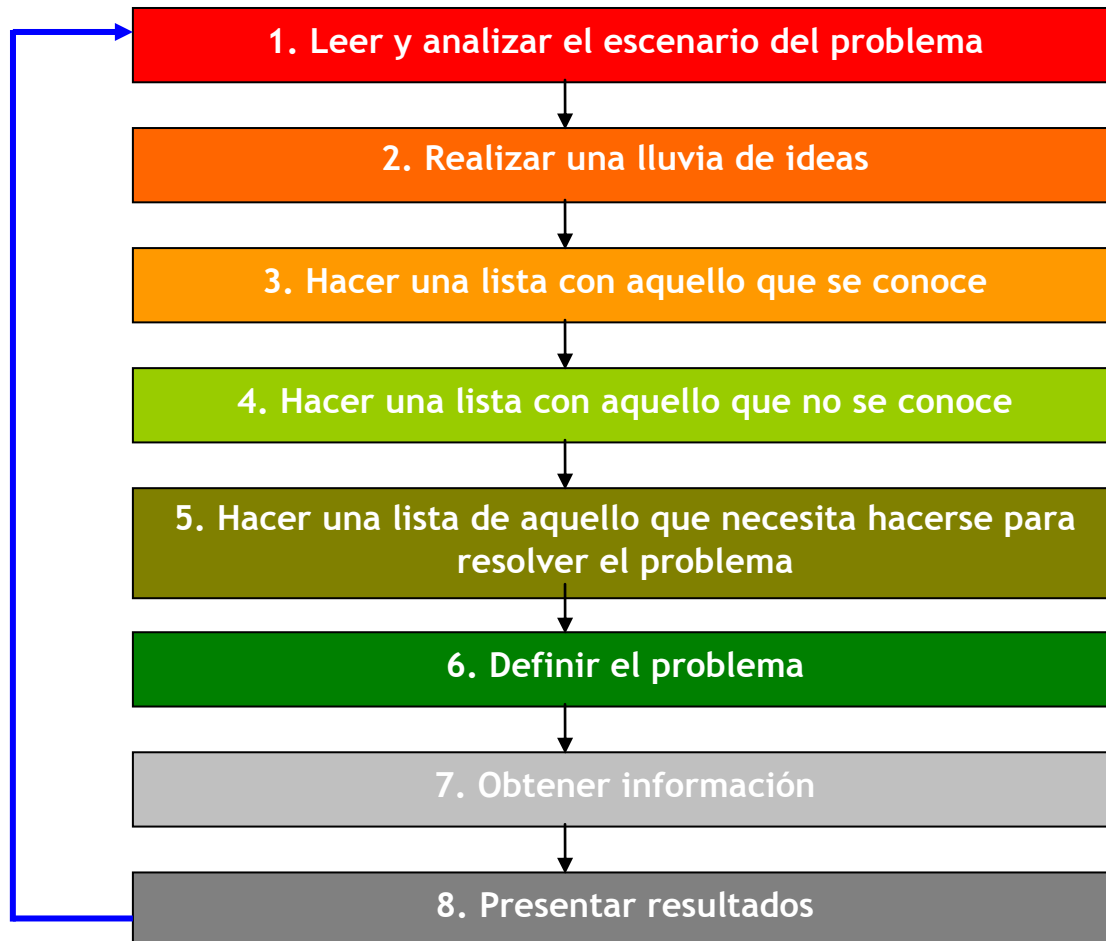 1. Leer y analizar el escenario del problema
2. Realizar una lluvia de ideas
3. Hacer una lista con aquello que se conoce
4. Hacer una lista con aquello que no se conoce
5. Hacer una lista de aquello que necesita hacerse para
resolver el problema
6. Definir el problema
7. Obtener información
8. Presentar resultados